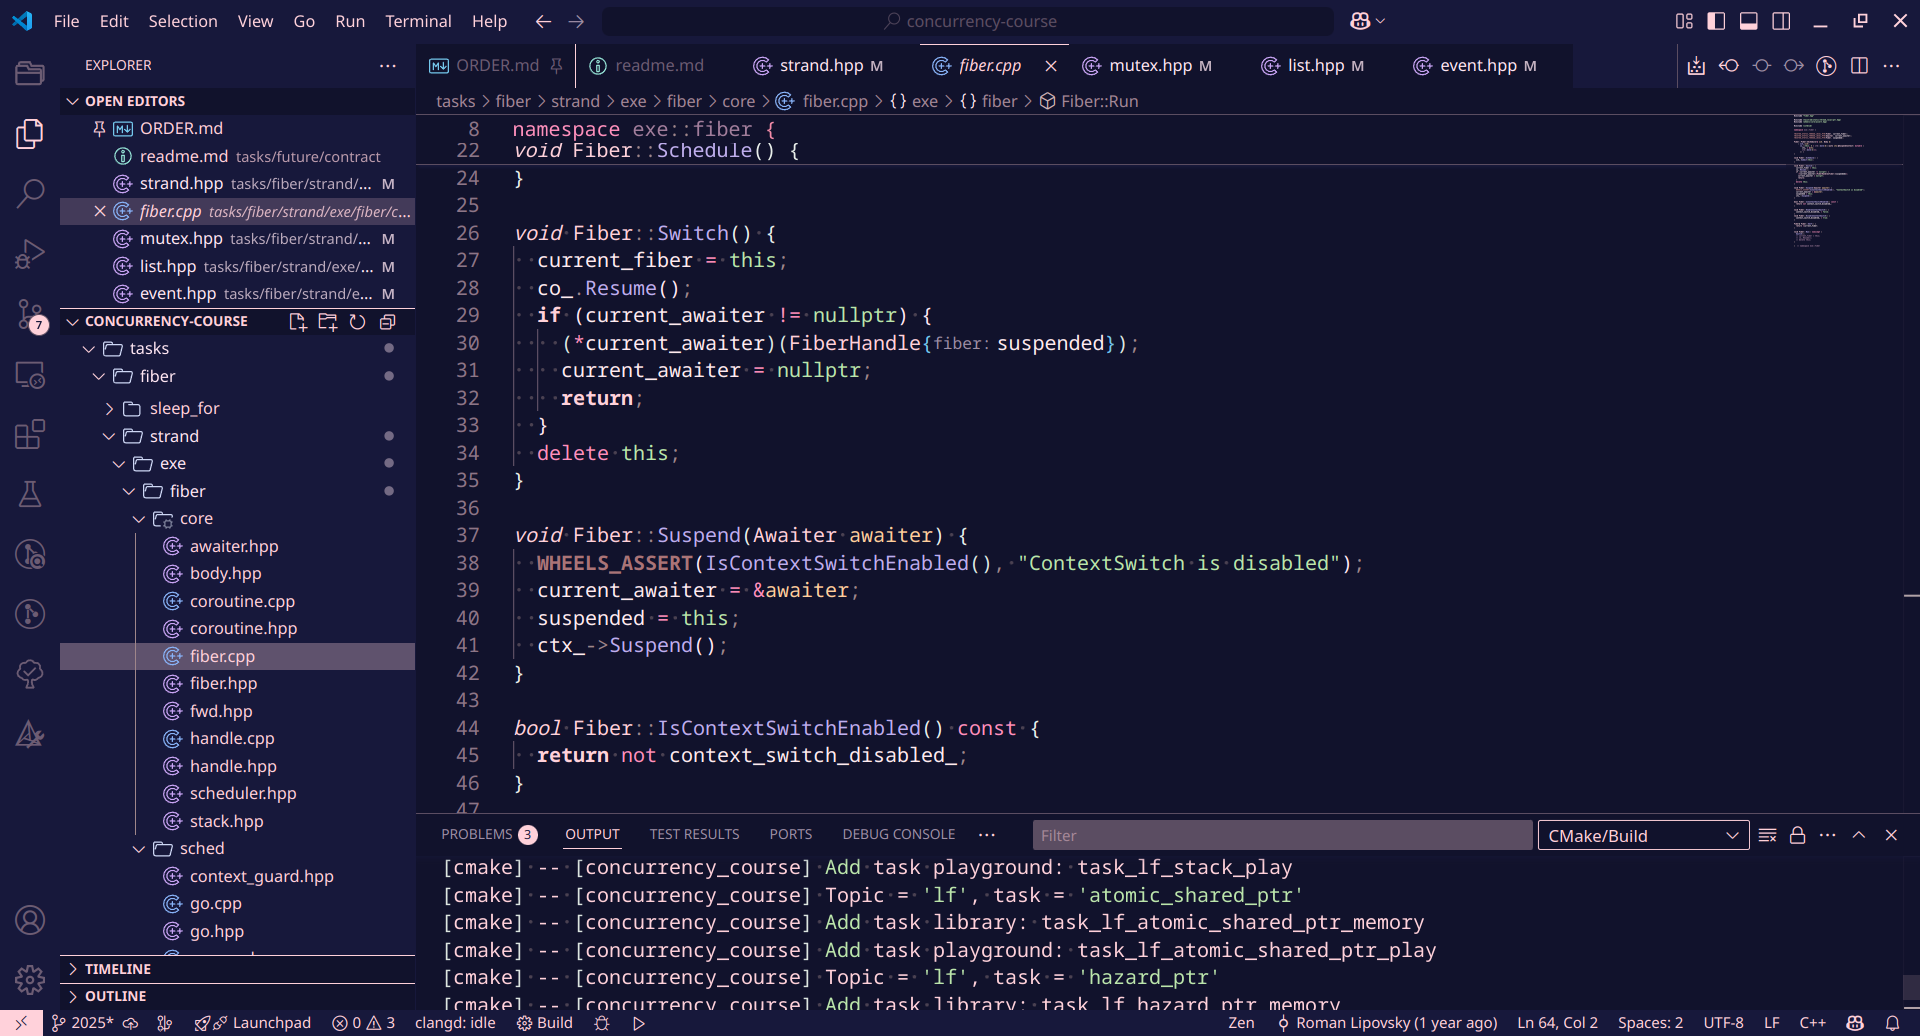 File Edit Selection View Go Run Terminal Help
concurrency-course
EXPLORER
OPEN EDITORS
ORDER.md
readme.md tasks/future/contract
strand.hpp tasks/fiber/strand/... M
fiber.cpp tasks/fiber/strand/exe/fiber/c...
mutex.hpp tasks/fiber/strand/... M
list.hpp tasks/fiber/strand/exe/... M
event.hpp tasks/fiber/strand/e... M
7
CONCURRENCY-COURSE
tasks
fiber
sleep_for
strand
exe
fiber
core
awaiter.hpp
body.hpp
coroutine.cpp
coroutine.hpp
fiber.cpp
fiber.hpp
fwd.hpp
handle.cpp
handle.hpp
scheduler.hpp
stack.hpp
sched
context_guard.hpp
go.cpp
go.hpp
TIMELINE
OUTLINE
ORDER.md readme.md strand.hpp M fiber.cpp mutex.hpp M list.hpp M event.hpp M
tasks > fiber > strand > exe > fiber > core > fiber.cpp > {} exe > {} fiber > Fiber::Run
8 namespace exe::fiber {
22 void Fiber::Schedule() {
24 }
25
26 void Fiber::Switch() {
27 current_fiber = this;
28 co_.Resume();
29 if (current_awaiter != nullptr) {
30 (*current_awaiter)(FiberHandle{fiber: suspended});
31 current_awaiter = nullptr;
32 return;
33 }
34 delete this;
35 }
36
37 void Fiber::Suspend(Awaiter awaiter) {
38 WHEELS_ASSERT(IsContextSwitchEnabled(), "ContextSwitch is disabled");
39 current_awaiter = &awaiter;
40 suspended = this;
41 ctx_->Suspend();
42 }
43
44 bool Fiber::IsContextSwitchEnabled() const {
45 return not context_switch_disabled_;
46 }
47
PROBLEMS 3 OUTPUT TEST RESULTS PORTS DEBUG CONSOLE ... Filter CMake/Build
[cmake] -- [concurrency_course] Add task playground: task_lf_stack_play
[cmake] -- [concurrency_course] Topic = 'lf', task = 'atomic_shared_ptr'
[cmake] -- [concurrency_course] Add task library: task_lf_atomic_shared_ptr_memory
[cmake] -- [concurrency_course] Add task playground: task_lf_atomic_shared_ptr_play
[cmake] -- [concurrency_course] Topic = 'lf', task = 'hazard_ptr'
[cmake] -- [concurrency_course] Add task library: task_lf_hazard_ptr_memory
2025* Launchpad 0 3 clangd: idle Build Zen Roman Lipovsky (1 year ago) Ln 64, Col 2 Spaces: 2 UTF-8 LF C++